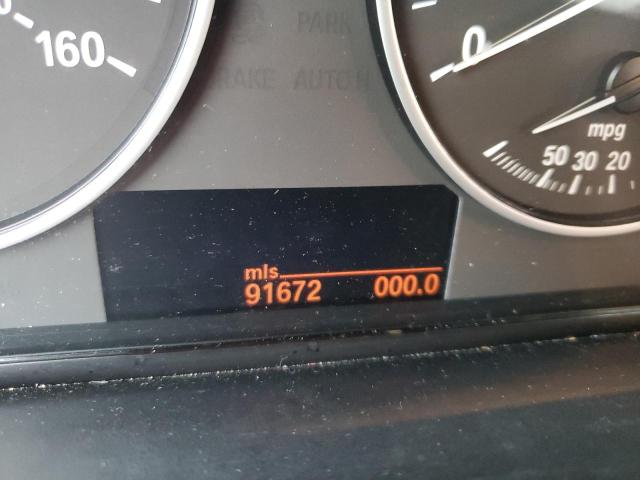 160
PARK
BRAKE AUTO H
0
mpg
50 30 20
mls
91672 000.0